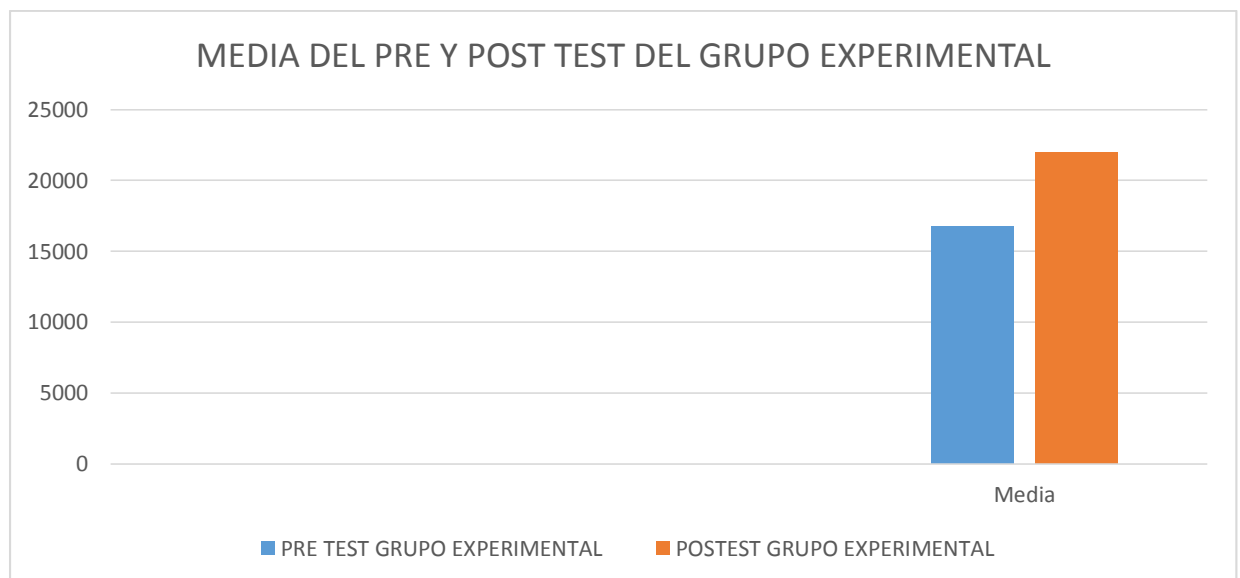 MEDIA DEL PRE Y POST TEST DEL GRUPO EXPERIMENTAL
25000
20000
15000
10000
5000
0
Media
PRE TEST GRUPO EXPERIMENTAL
POSTEST GRUPO EXPERIMENTAL